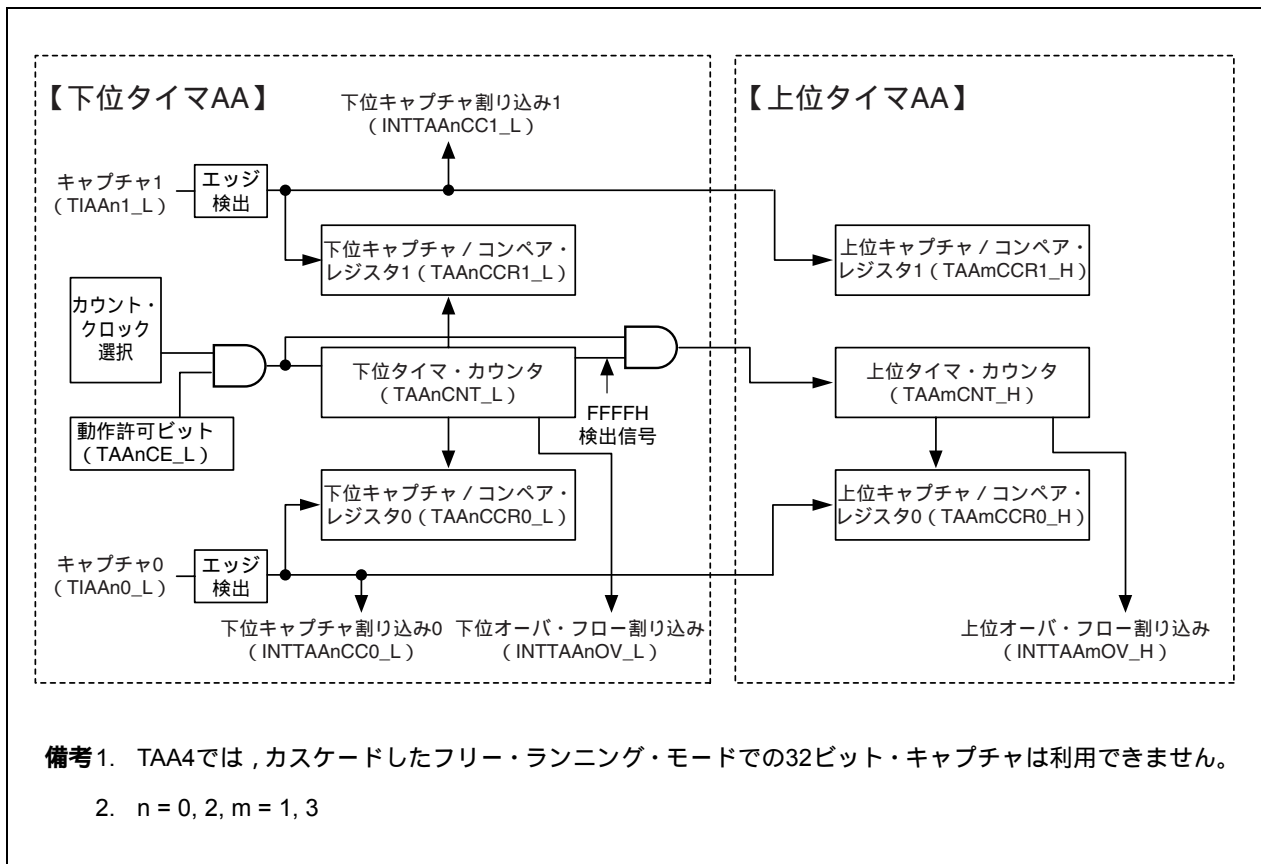 【下位タイマAA】
下位キャプチャ割り込み1
（INTTAAnCC1_L）
キャプチャ1
（TIAAn1_L）
エッジ
検出
下位キャプチャ／コンペア・
レジスタ1（TAAnCCR1_L）
カウント・
クロック
選択
下位タイマ・カウンタ
（TAAnCNT_L）
FFFFH
検出信号
動作許可ビット
（TAAnCE_L）
下位キャプチャ／コンペア・
レジスタ0（TAAnCCR0_L）
キャプチャ0
（TIAAn0_L）
エッジ
検出
下位キャプチャ割り込み0
（INTTAAnCC0_L）
下位オーバ・フロー割り込み
（INTTAAnOV_L）
【上位タイマAA】
上位キャプチャ／コンペア・
レジスタ1（TAAmCCR1_H）
上位タイマ・カウンタ
（TAAmCNT_H）
上位キャプチャ／コンペア・
レジスタ0（TAAmCCR0_H）
上位オーバ・フロー割り込み
（INTTAAmOV_H）
備考1. TAA4では，カスケードしたフリー・ランニング・モードでの32ビット・キャプチャは利用できません。
2. n = 0, 2, m = 1, 3